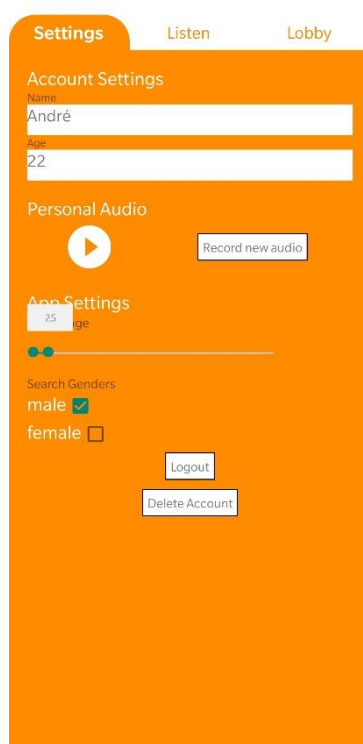 Settings Listen Lobby
Account Settings
Name
André
Age
22
Personal Audio
Record new audio
App Settings
25
Search Genders
male
female
Logout
Delete Account